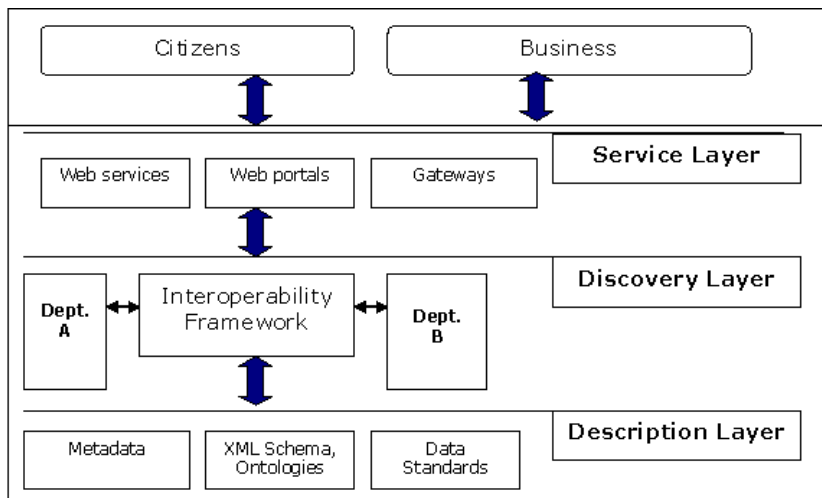 Citizens
Business
Service Layer
Web services
Web portals
Gateways
Discovery Layer
Dept.
A
Interoperability
Framework
Dept.
B
Description Layer
Metadata
XML Schema,
Ontologies
Data
Standards